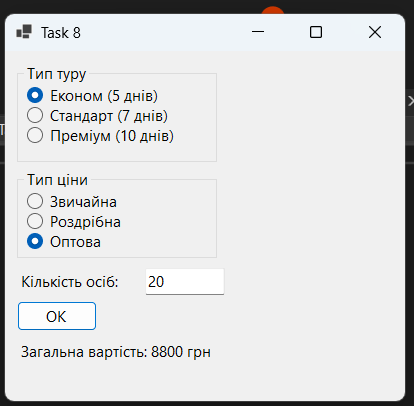 Task 8
Тип туру
Економ (5 днів)
Стандарт (7 днів)
Преміум (10 днів)
Тип ціни
Звичайна
Роздрібна
Оптова
Кількість осіб: 20
OK
Загальна вартість: 8800 грн